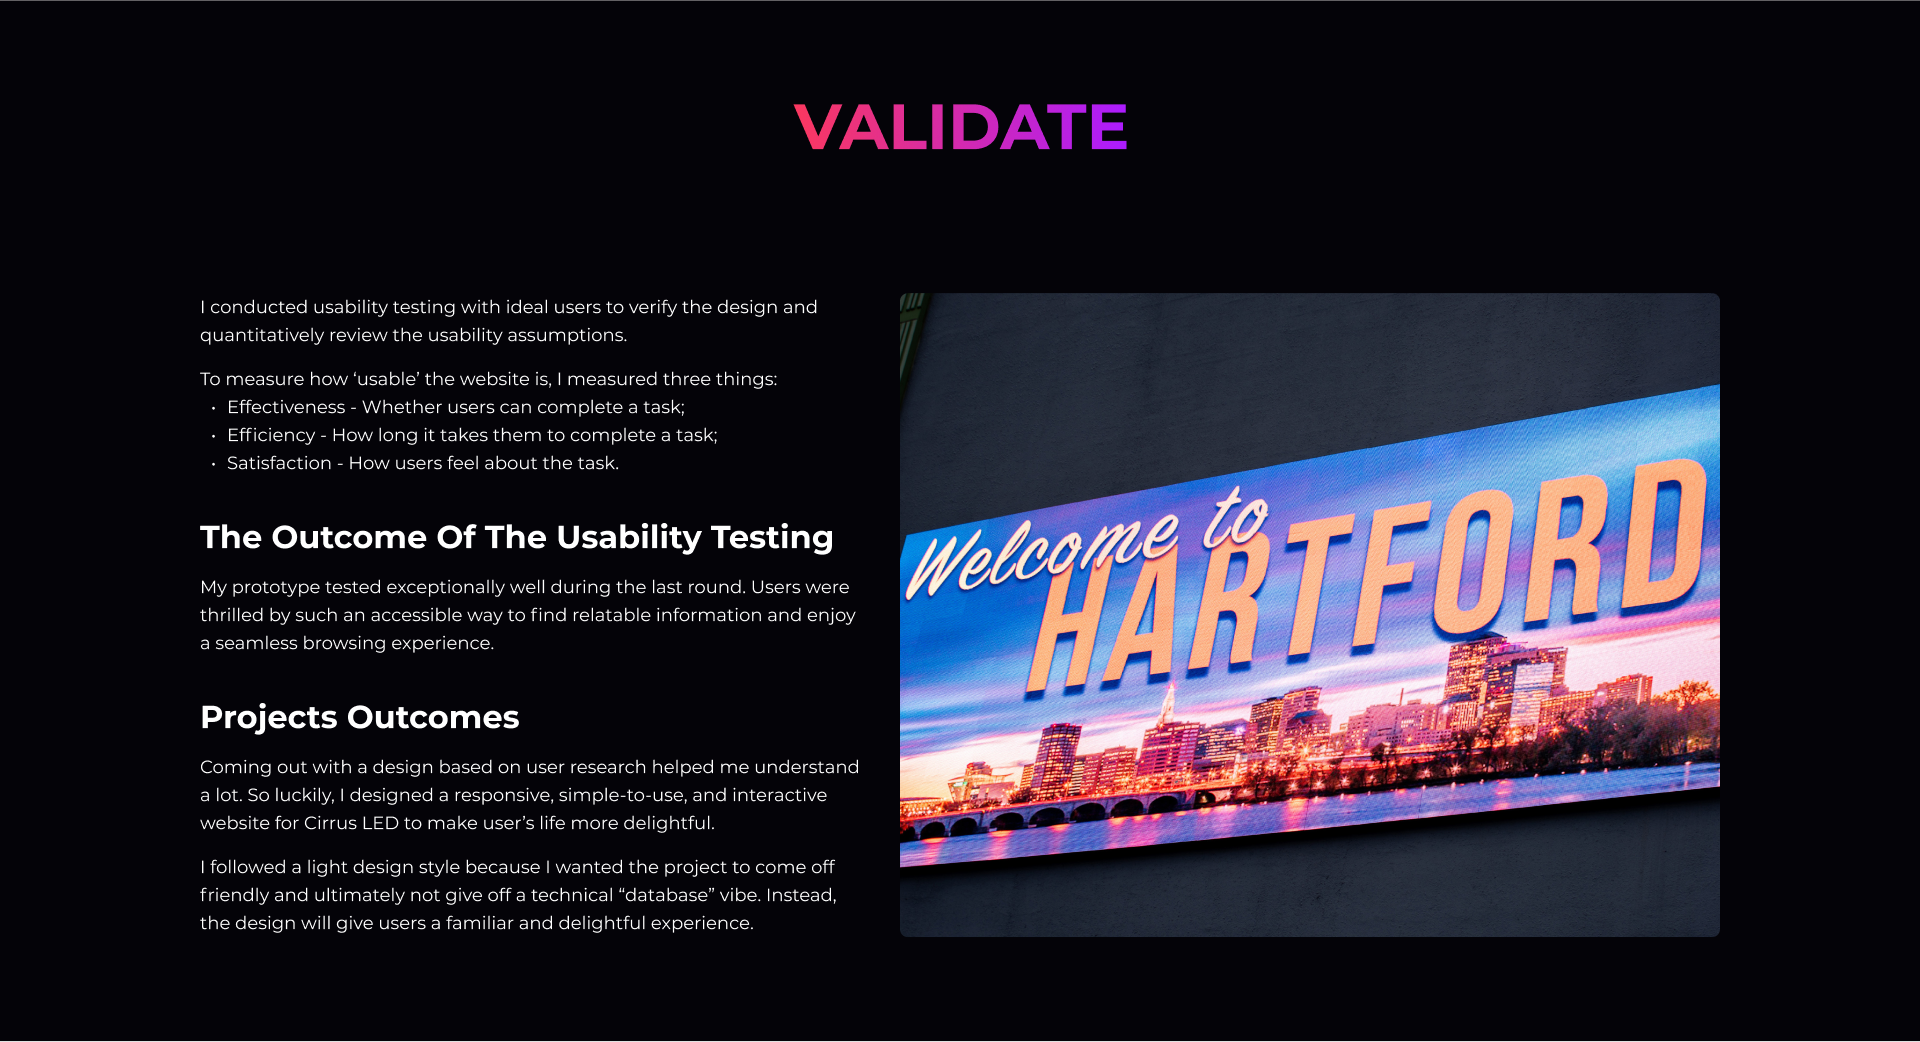 VALIDATE
I conducted usability testing with ideal users to verify the design and
quantitatively review the usability assumptions.
To measure how ‘usable’ the website is, I measured three things:
• Effectiveness - Whether users can complete a task;
• Efficiency - How long it takes them to complete a task;
• Satisfaction - How users feel about the task.
The Outcome Of The Usability Testing
My prototype tested exceptionally well during the last round. Users were
thrilled by such an accessible way to find relatable information and enjoy
a seamless browsing experience.
Projects Outcomes
Coming out with a design based on user research helped me understand
a lot. So luckily, I designed a responsive, simple-to-use, and interactive
website for Cirrus LED to make user’s life more delightful.
I followed a light design style because I wanted the project to come off
friendly and ultimately not give off a technical “database” vibe. Instead,
the design will give users a familiar and delightful experience.
Welcome to
HARTFORD